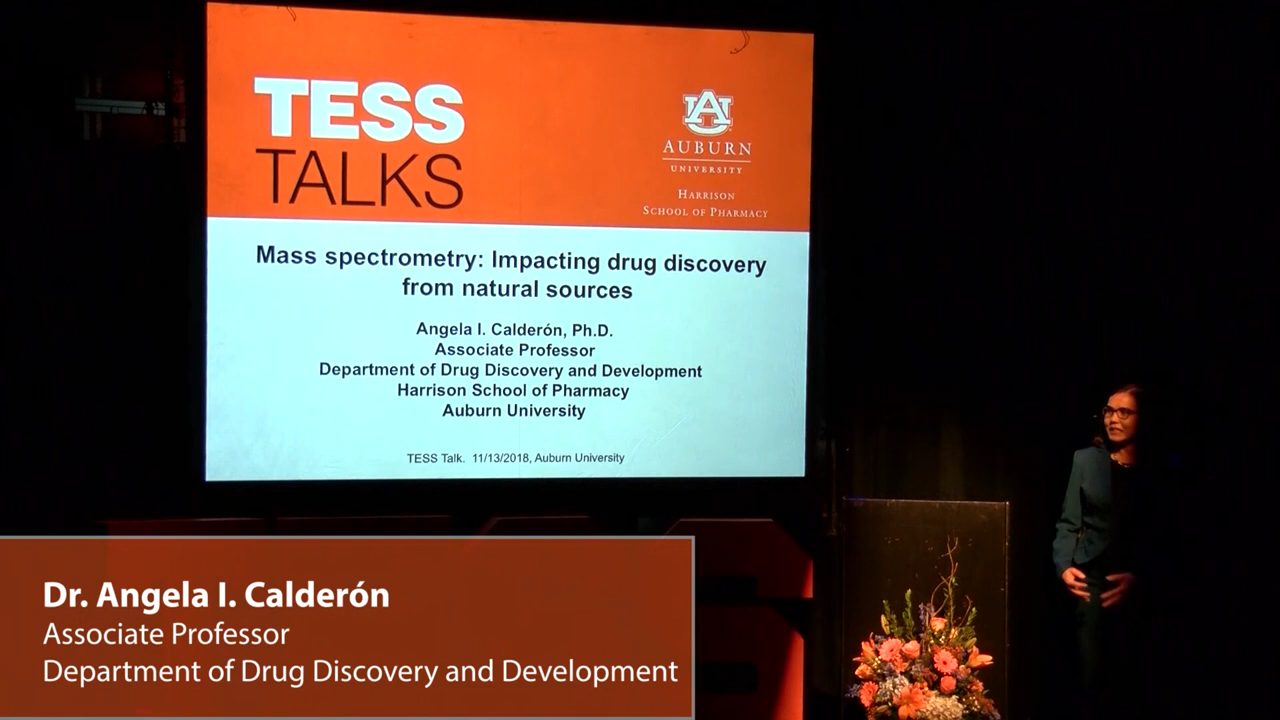 TESS
TALKS
AU
AUBURN
UNIVERSITY
HARRISON
SCHOOL OF PHARMACY
Mass spectrometry: Impacting drug discovery
from natural sources
Angela I. Calderón, Ph.D.
Associate Professor
Department of Drug Discovery and Development
Harrison School of Pharmacy
Auburn University
TESS Talk. 11/13/2018, Auburn University
Dr. Angela I. Calderón
Associate Professor
Department of Drug Discovery and Development